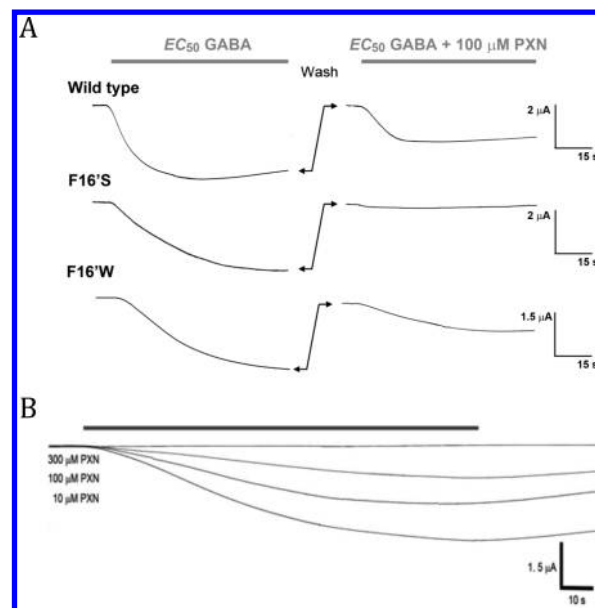 A
EC50 GABA
EC50 GABA + 100 µM PXN
Wash
Wild type
2 µA
15 s
F16'S
2 µA
15 s
F16'W
1.5 µA
15 s
B
300 µM PXN
100 µM PXN
10 µM PXN
1. 5 µA
10 s